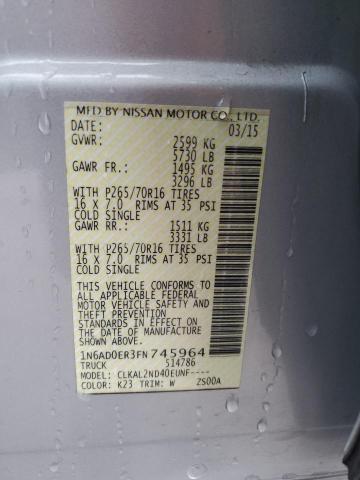 MFD BY NISSAN MOTOR CO., LTD.
DATE: 03/15
GVWR: 2599 KG
5730 LB
GAWR FR.: 1495 KG
3296 LB
WITH P265/70R16 TIRES
16 X 7.0 RIMS AT 35 PSI
COLD SINGLE
GAWR RR.: 1511 KG
3331 LB
WITH P265/70R16 TIRES
16 X 7.0 RIMS AT 35 PSI
COLD SINGLE
THIS VEHICLE CONFORMS TO
ALL APPLICABLE FEDERAL MOTOR
VEHICLE SAFETY AND THEFT
PREVENTION STANDARDS IN
EFFECT ON THE DATE OF MANUFACTURE
SHOWN ABOVE.
1N6AD0ER3FN745964
TRUCK 514786
MODEL: CLKAL2ND40EUNF----
COLOR: K23 TRIM: W ZS00A